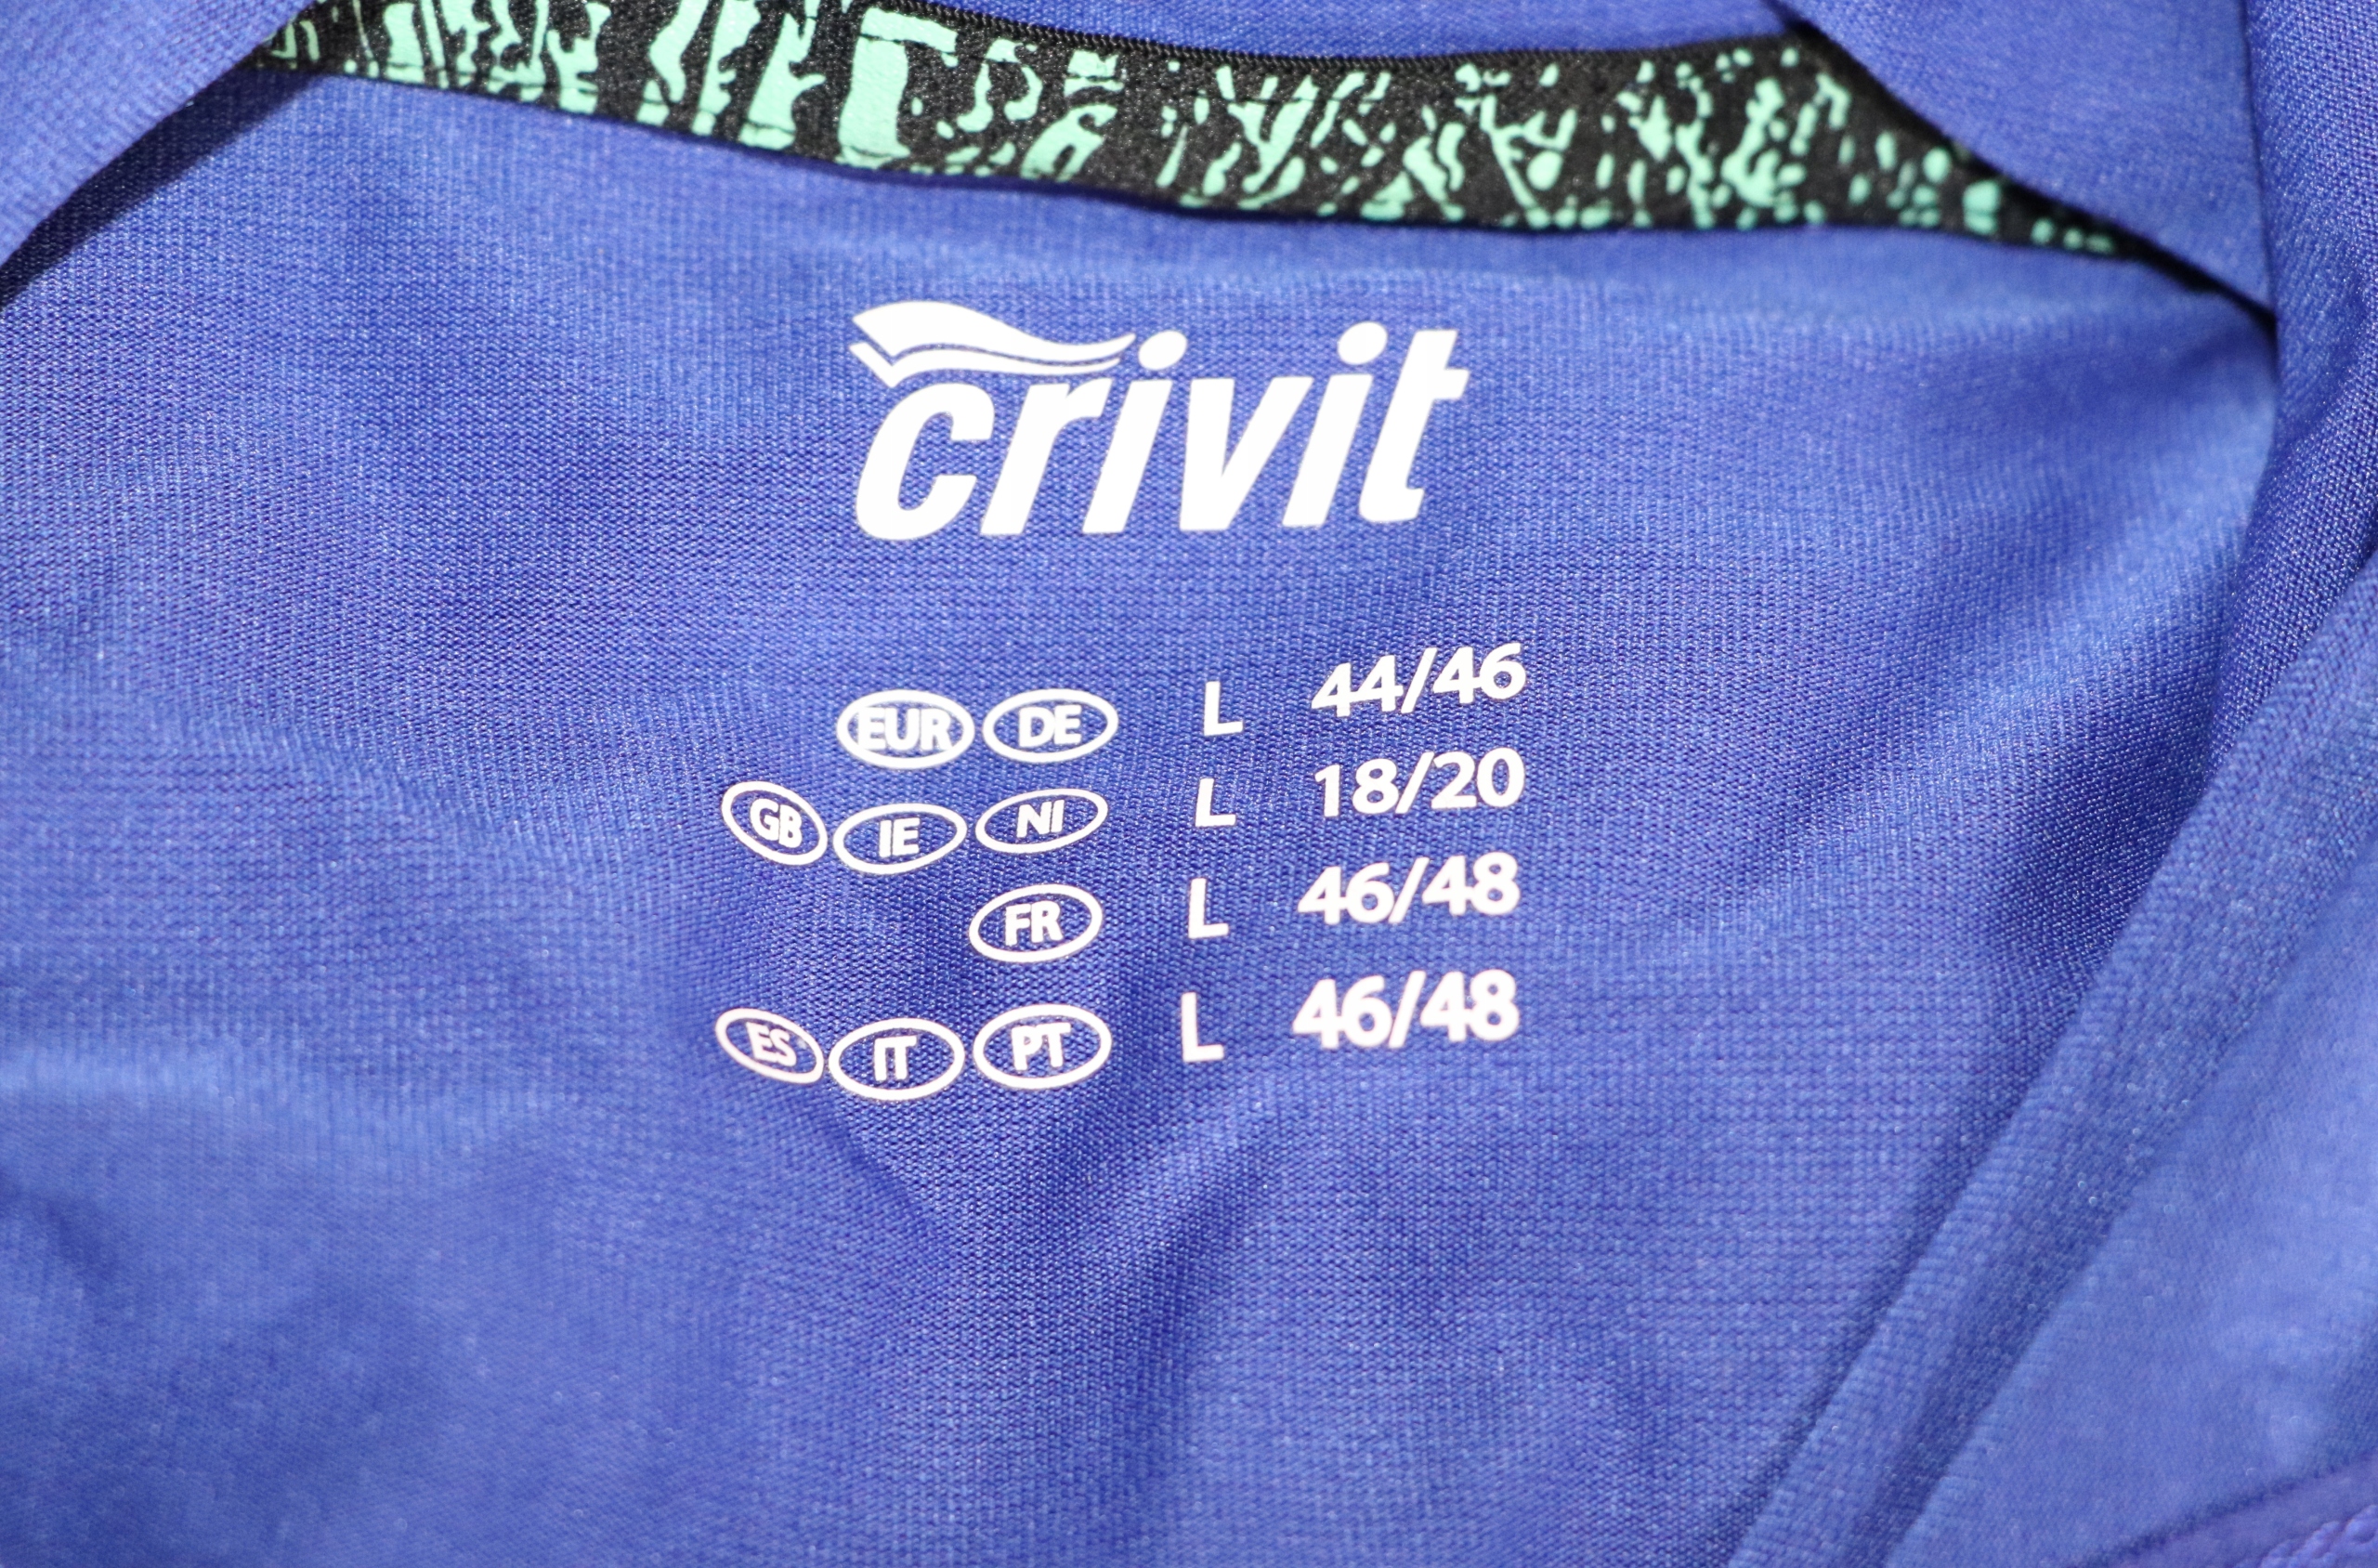 crivit
EUR DE L 44/46
GB IE NI L 18/20
FR L 46/48
ES IT PT L 46/48